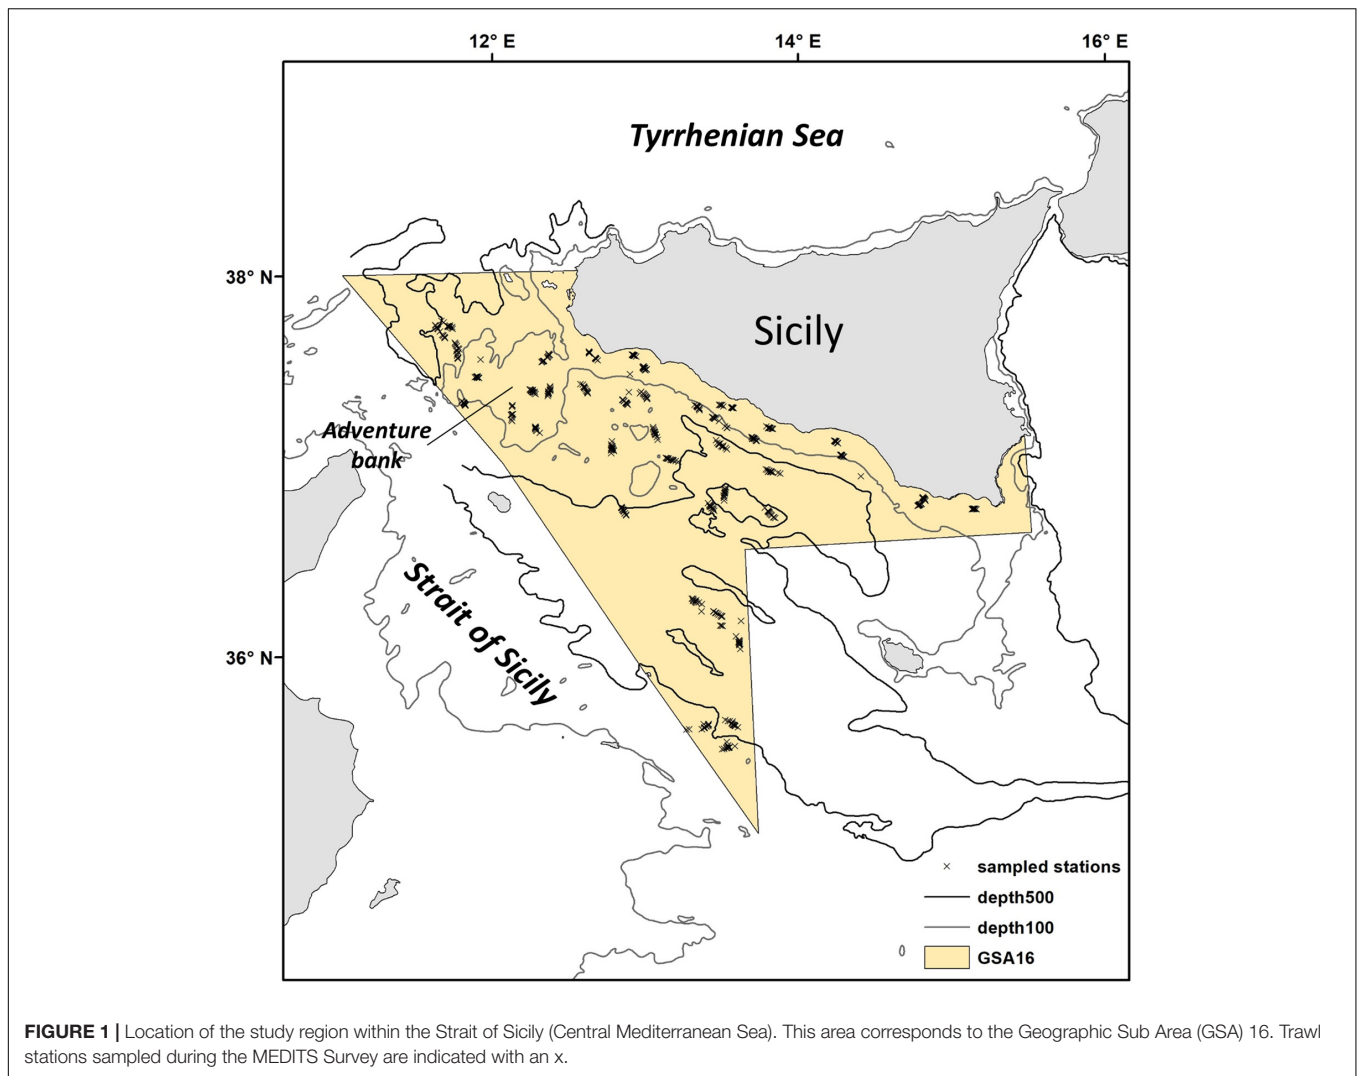 12° E 14° E 16° E
Tyrrhenian Sea
38° N
Sicily
Adventure
bank
Strait of Sicily
36° N
× sampled stations
depth500
depth100
GSA16
FIGURE 1 | Location of the study region within the Strait of Sicily (Central Mediterranean Sea). This area corresponds to the Geographic Sub Area (GSA) 16. Trawl
stations sampled during the MEDITS Survey are indicated with an x.